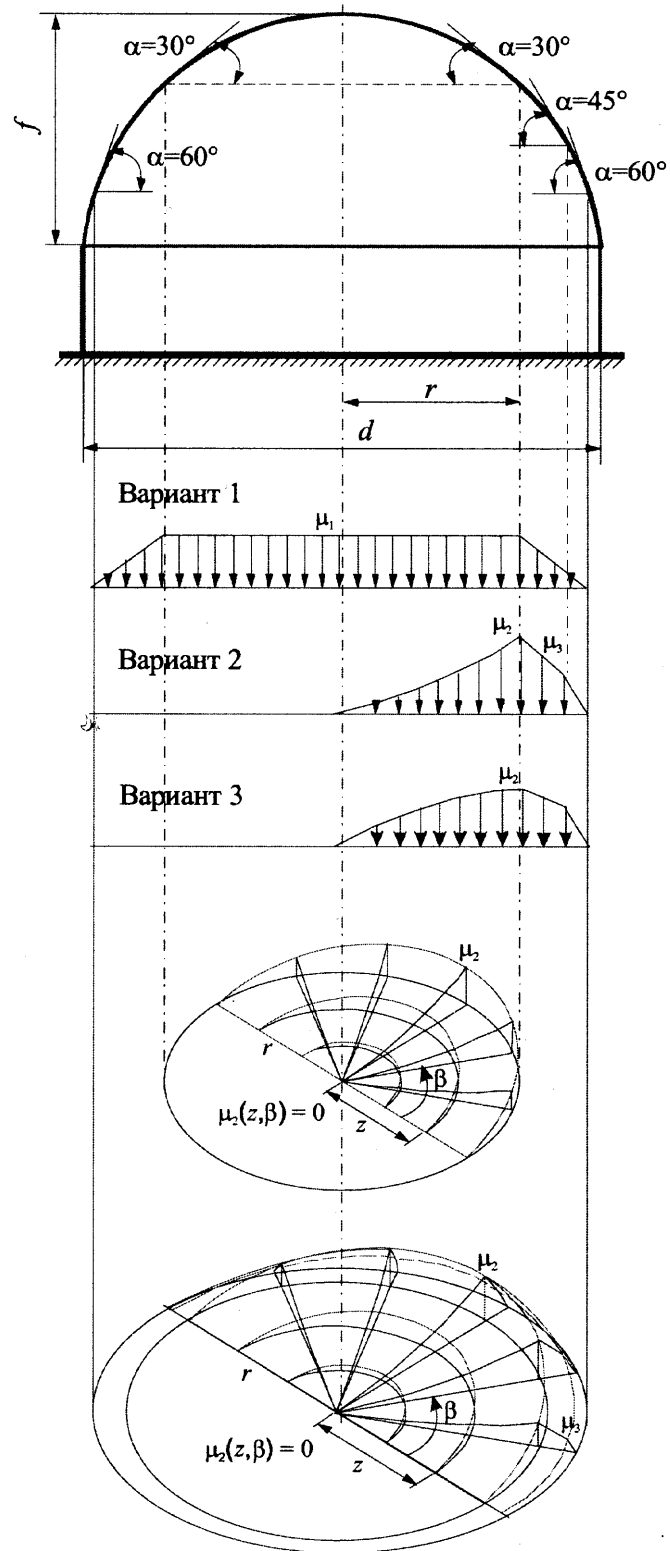 α=30°
α=30°
f
α=45°
α=60°
α=60°
r
d
Вариант 1
μ₁
μ₂
μ₃
Вариант 2
μ₂
Вариант 3
μ₂
r
β
μ₂(z,β) = 0
z
μ₂
r
β
μ₃
μ₂(z,β) = 0
z